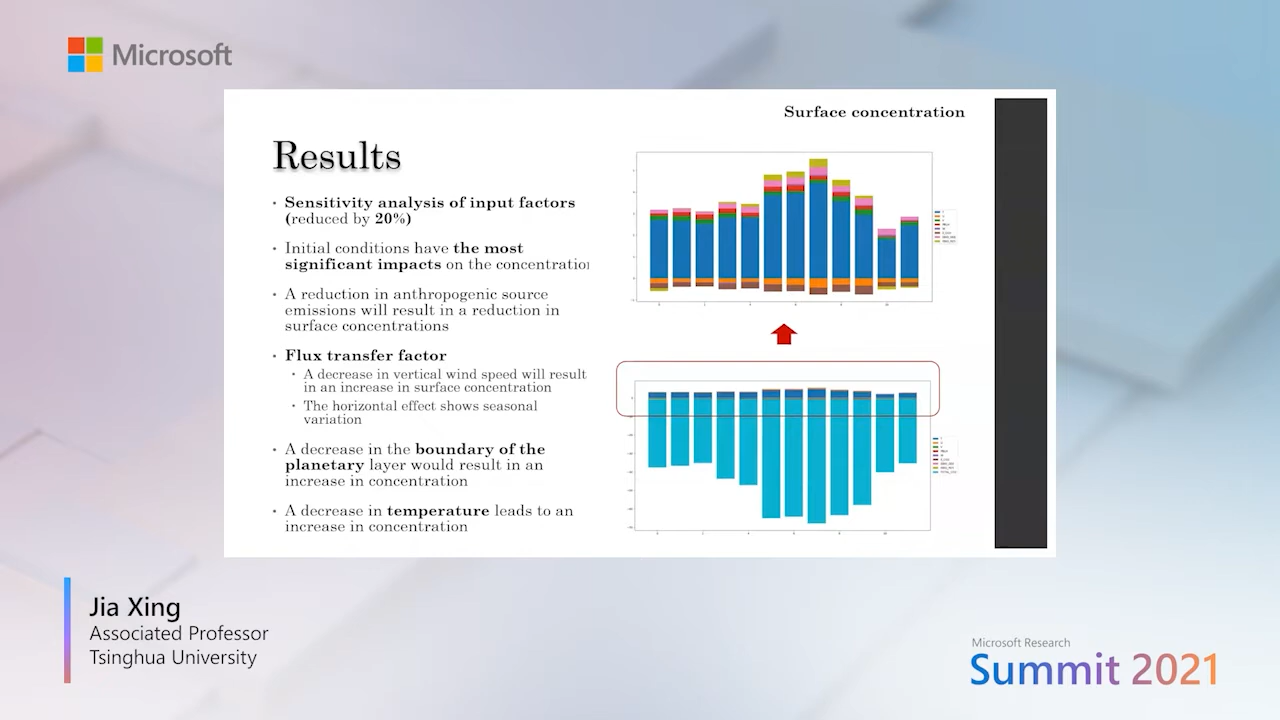 Microsoft
Surface concentration
Results
• Sensitivity analysis of input factors
(reduced by 20%)
• Initial conditions have the most
significant impacts on the concentration
• A reduction in anthropogenic source
emissions will result in a reduction in
surface concentrations
• Flux transfer factor
• A decrease in vertical wind speed will result
in an increase in surface concentration
• The horizontal effect shows seasonal
variation
• A decrease in the boundary of the
planetary layer would result in an
increase in concentration
• A decrease in temperature leads to an
increase in concentration
Jia Xing
Associated Professor
Tsinghua University
Microsoft Research
Summit 2021